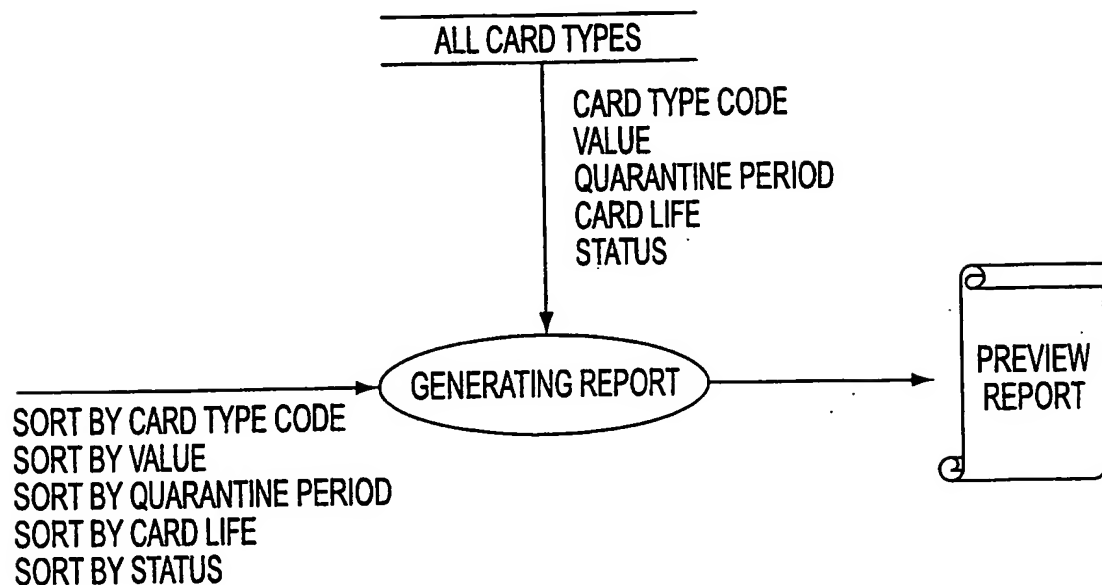 ALL CARD TYPES
CARD TYPE CODE
VALUE
QUARANTINE PERIOD
CARD LIFE
STATUS
GENERATING REPORT
PREVIEW
REPORT
SORT BY CARD TYPE CODE
SORT BY VALUE
SORT BY QUARANTINE PERIOD
SORT BY CARD LIFE
SORT BY STATUS